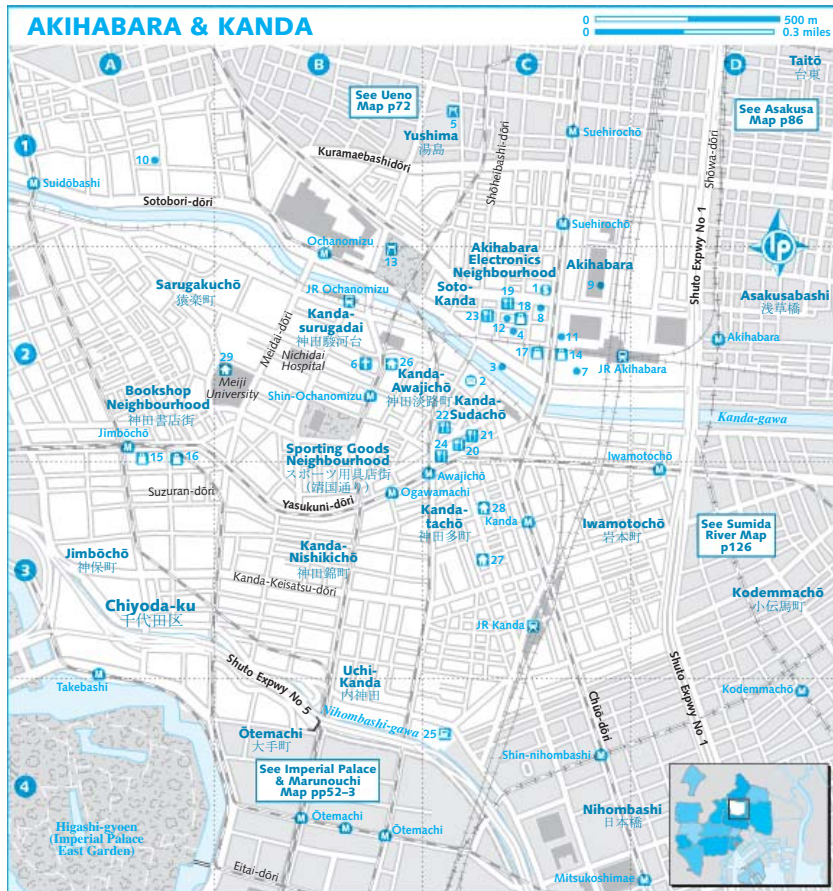 AKIHABARA & KANDA
0 500 m
0 0.3 miles
A
B
C
D
Taitō
台東
See Ueno
Map p72
See Asakusa
Map p86
5
Yushima
湯島
Suehirochō
1
10
Kuramaebashidōri
Shōheibashi-dōri
Shōwa-dōri
Suidōbashi
Sotobori-dōri
Suehirochō
Shuto Expwy No 1
LP
Ochanomizu
13
Akihabara
Electronics
Neighbourhood
Akihabara
Sarugakuchō
猿楽町
JR Ochanomizu
Soto-
Kanda
19
1
18
9
Asakusabashi
浅草橋
Kanda-
surugadai
神田駿河台
23
8
12
4
11
Akihabara
2
Meidai-dōri
Nichidai
Hospital
29
6
26
Kanda-
Awajichō
神田淡路町
3
17
14
7
JR Akihabara
Meiji
University
2
Bookshop
Neighbourhood
神田書店街
Shin-Ochanomizu
Kanda-
Sudachō
22
Kanda-gawa
Jimbōchō
Sporting Goods
Neighbourhood
スポーツ用具店街
(靖国通り)
24
21
20
15
16
Awajichō
Iwamotochō
Suzuran-dōri
Yasukuni-dōri
Ogawamachi
Kanda-
tachō
神田多町
28
Kanda
Iwamotochō
岩本町
See Sumida
River Map
p126
Jimbōchō
神保町
Kanda-
Nishikichō
神田錦町
27
3
Kanda-Keisatsu-dōri
Kodemmachō
小伝馬町
Chiyoda-ku
千代田区
JR Kanda
Takebashi
Shuto Expwy No 5
Uchi-
Kanda
内神田
Chūō-dōri
Shuto Expwy No 1
Kodemmachō
Nihombashi-gawa
25
Ōtemachi
大手町
Shin-nihombashi
See Imperial Palace
& Marunouchi
Map pp52–3
4
Higashi-gyoen
(Imperial Palace
East Garden)
Ōtemachi
Ōtemachi
Nihombashi
日本橋
Eitai-dōri
Mitsukoshimae